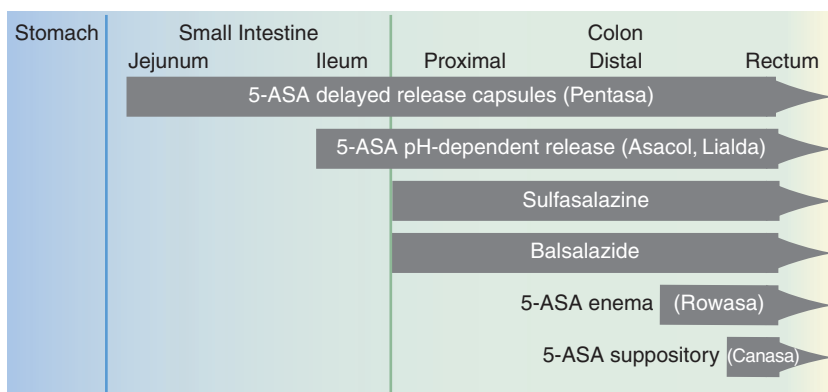 Stomach Small Intestine Colon
Jejunum Ileum Proximal Distal Rectum
5-ASA delayed release capsules (Pentasa)
5-ASA pH-dependent release (Asacol, Lialda)
Sulfasalazine
Balsalazide
5-ASA enema (Rowasa)
5-ASA suppository (Canasa)